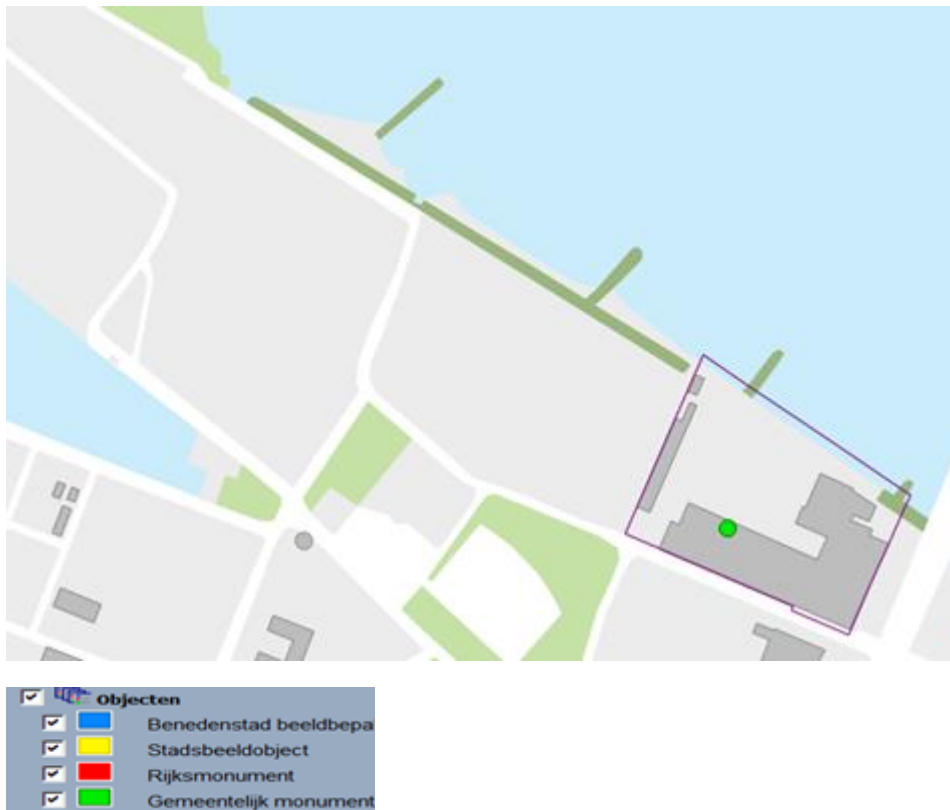 Objecten
Benedenstad beeldbepa
Stadsbeeldobject
Rijksmonument
Gemeentelijk monument